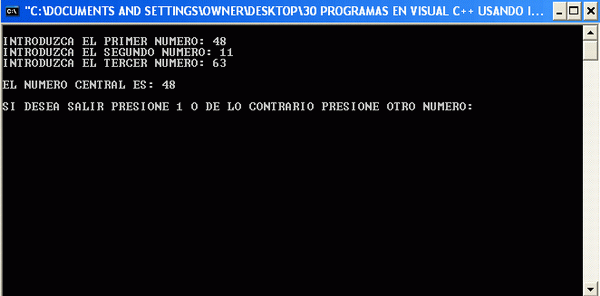 "C:\DOCUMENTS AND SETTINGS\OWNER\DESKTOP\30 PROGRAMAS EN VISUAL C++ USANDO I...
INTRODUZCA EL PRIMER NUMERO: 48
INTRODUZCA EL SEGUNDO NUMERO: 11
INTRODUZCA EL TERCER NUMERO: 63
EL NUMERO CENTRAL ES: 48
SI DESEA SALIR PRESIONE 1 O DE LO CONTRARIO PRESIONE OTRO NUMERO: